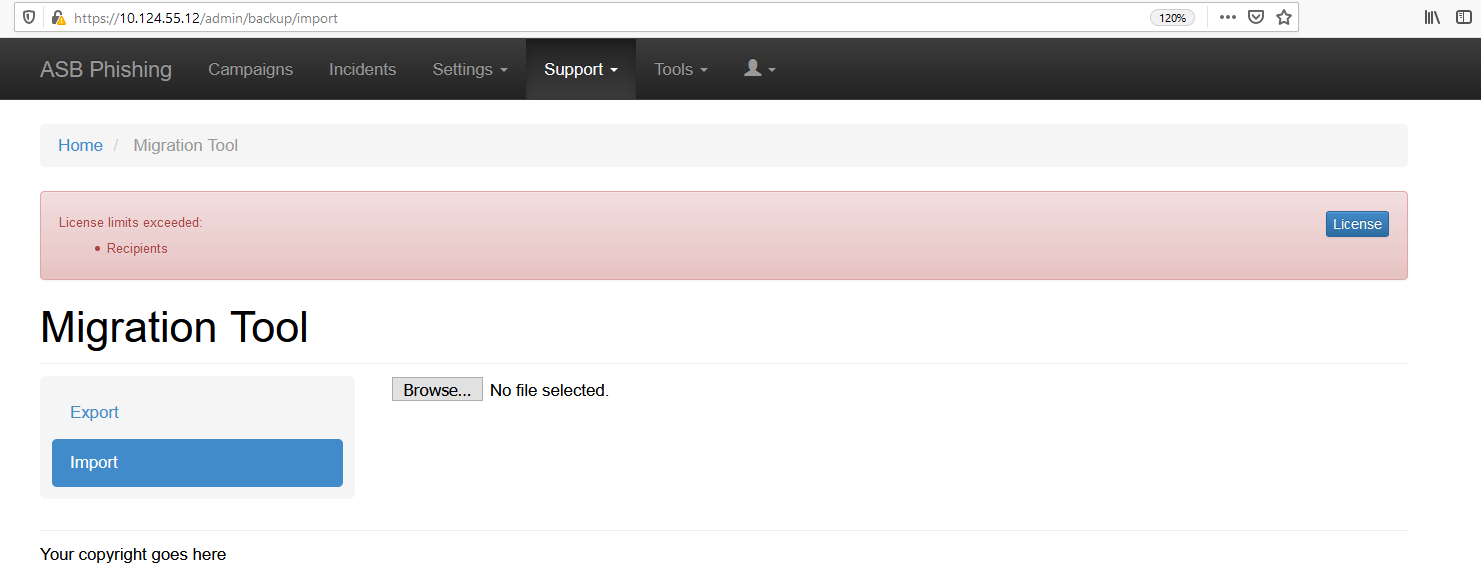 https://10.124.55.12/admin/backup/import 120%
ASB Phishing Campaigns Incidents Settings Support Tools
Home / Migration Tool
License limits exceeded: License
• Recipients
Migration Tool
Browse... No file selected.
Export
Import
Your copyright goes here